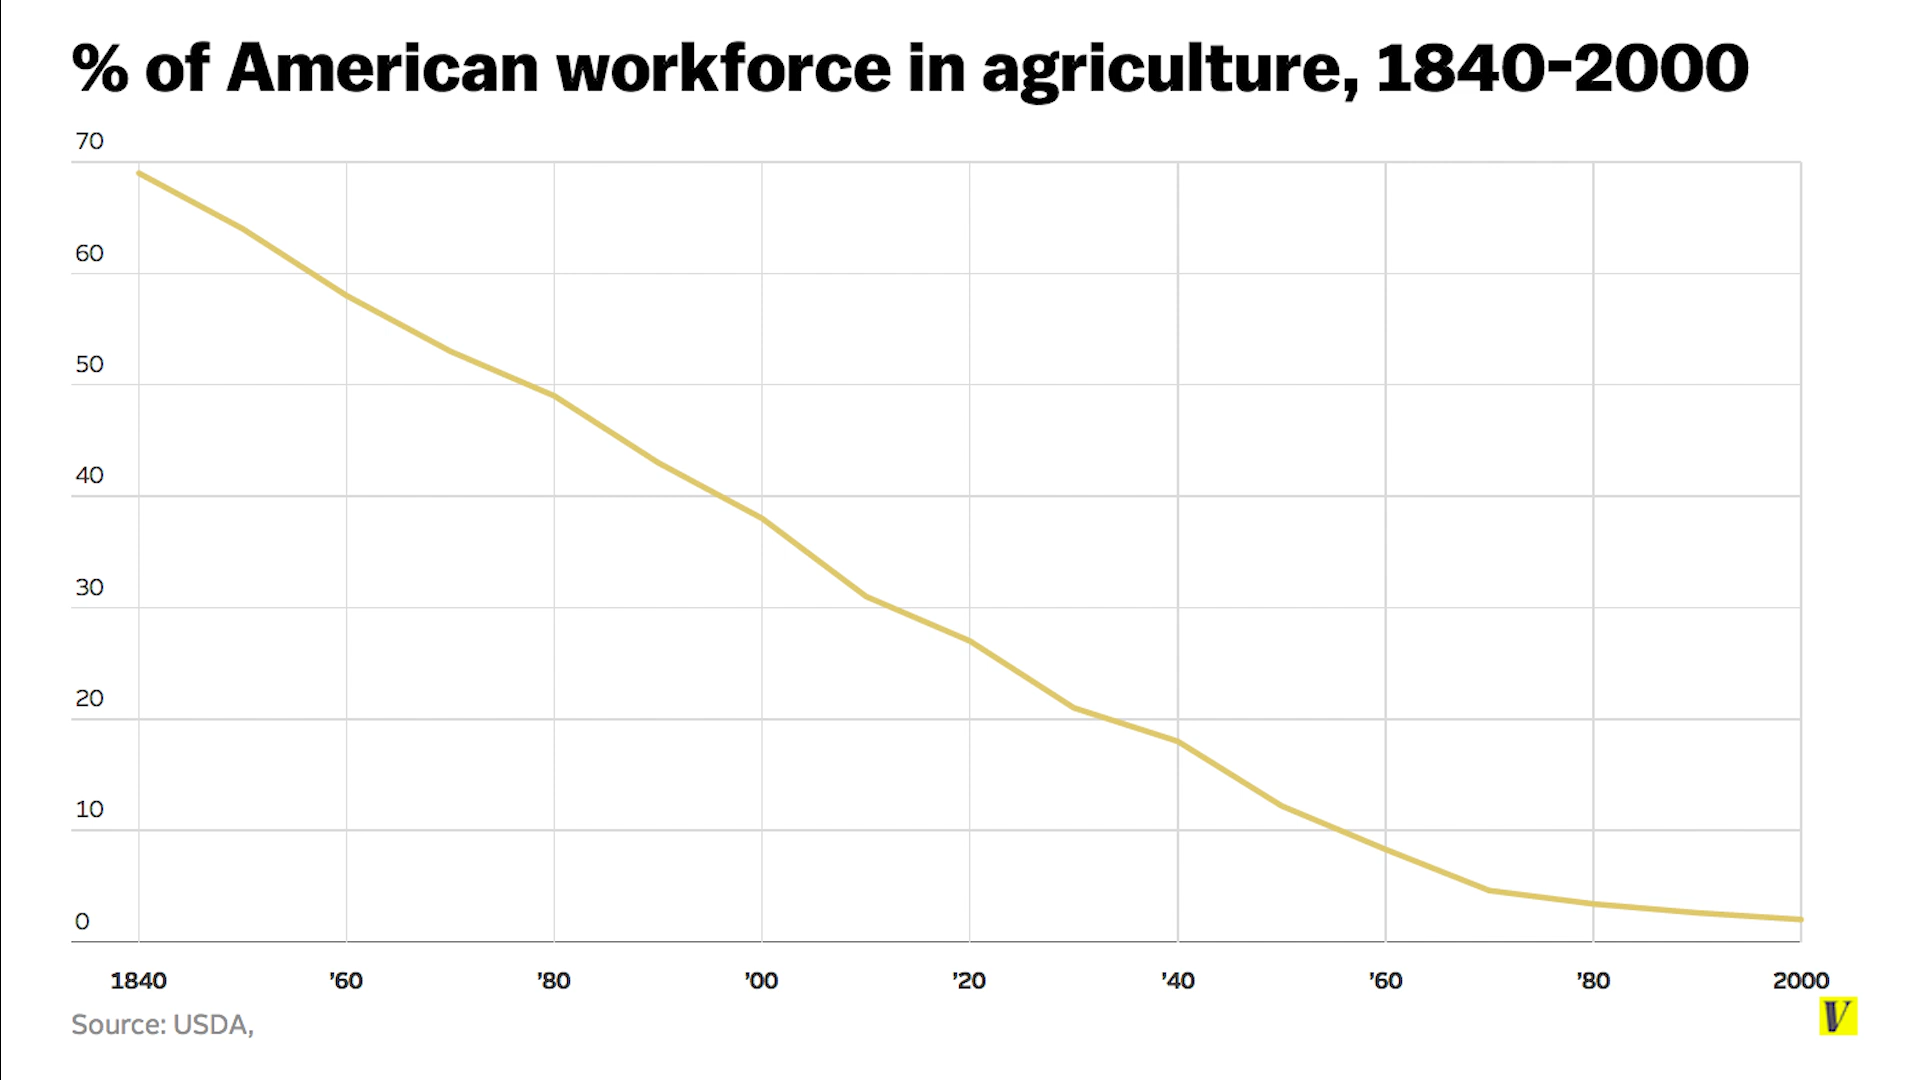 % of American workforce in agriculture, 1840-2000
70
60
50
40
30
20
10
0
1840 ’60 ’80 ’00 ’20 ’40 ’60 ’80 2000
Source: USDA,
V